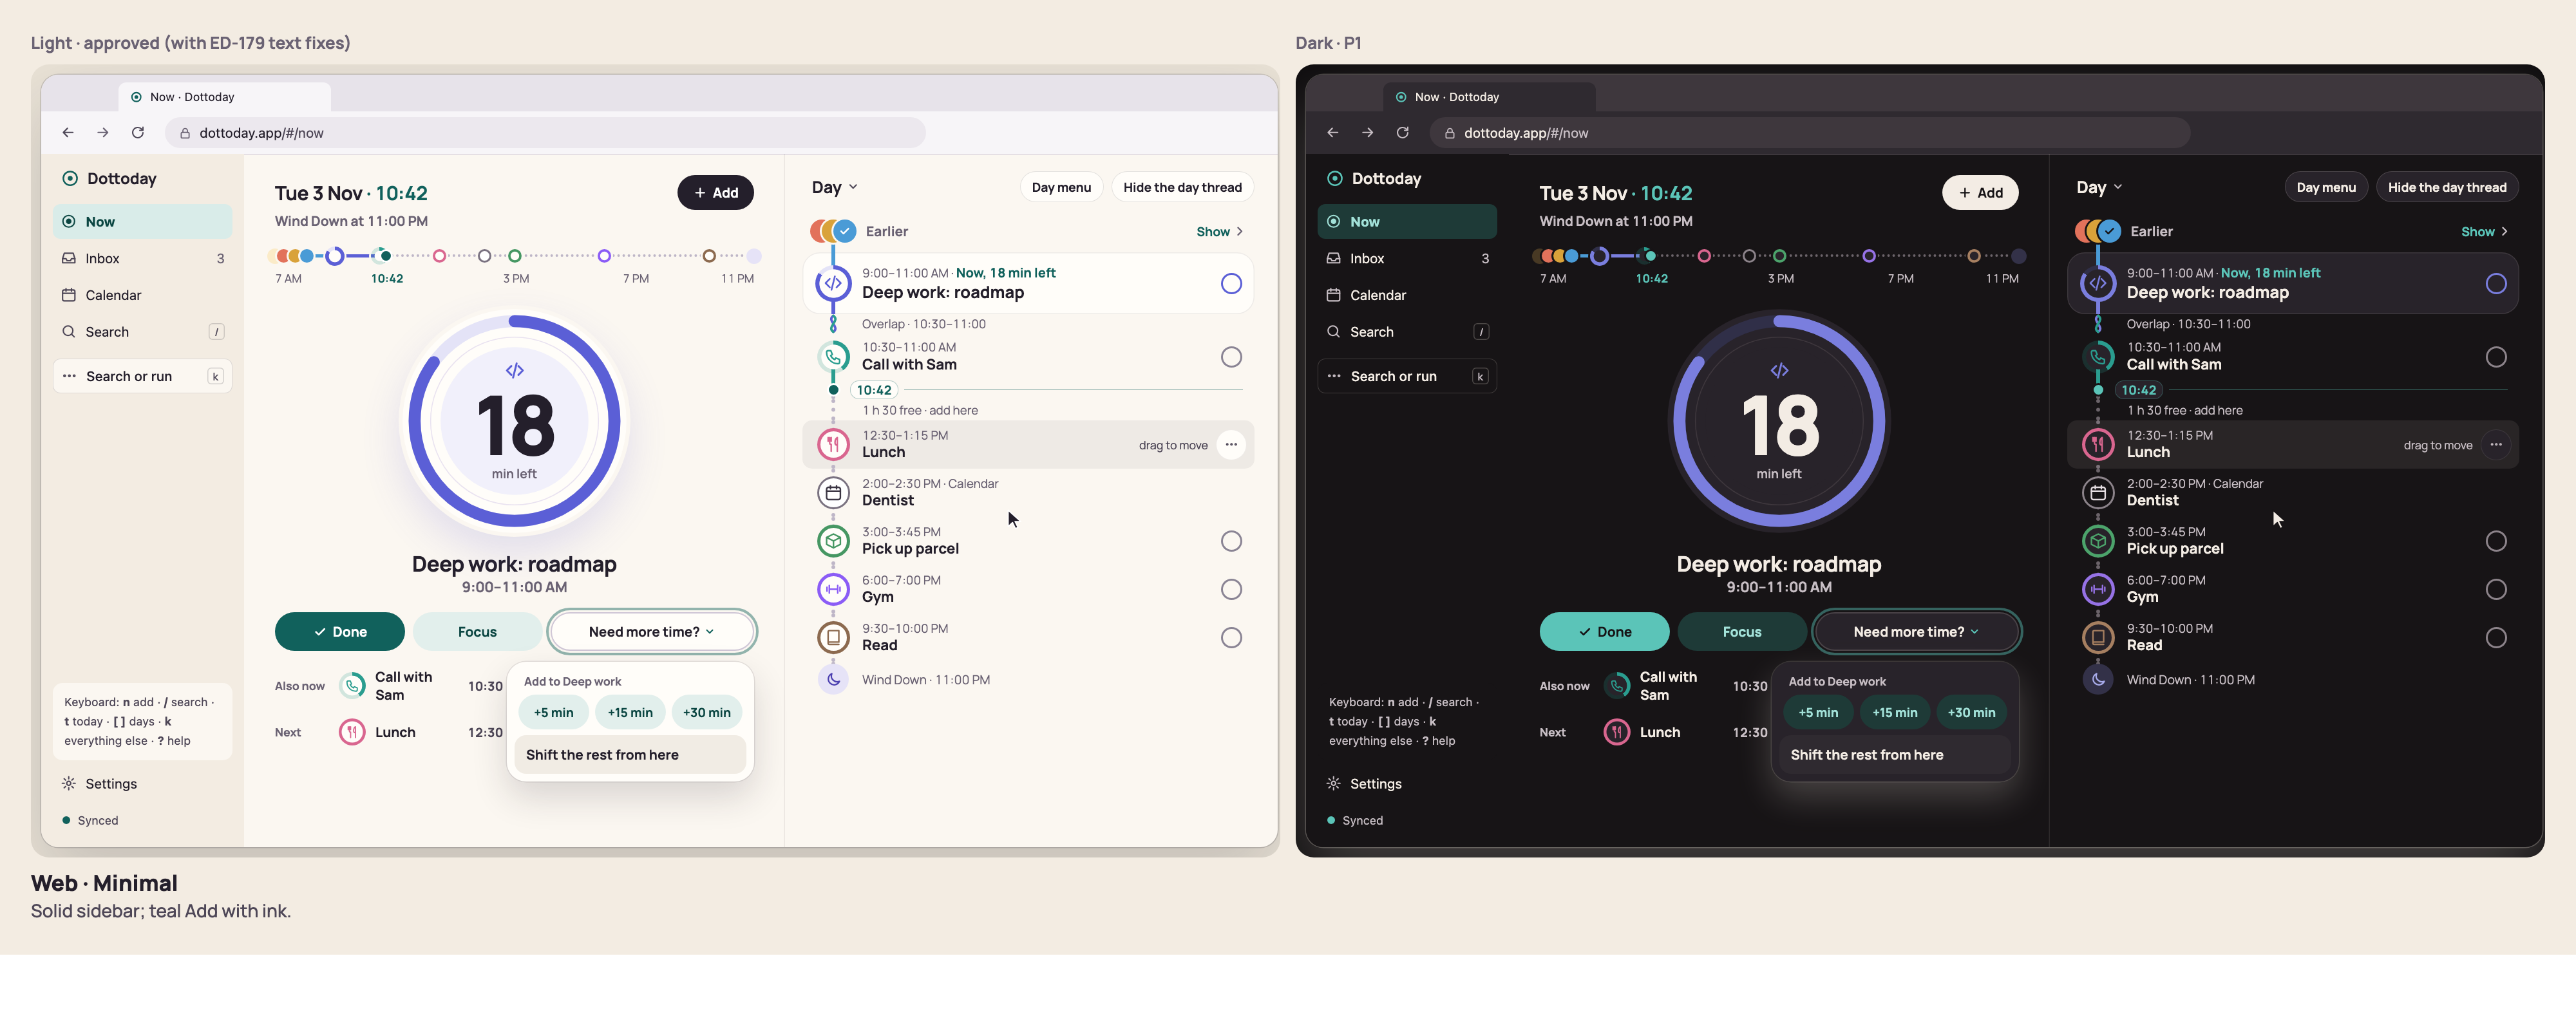 Light · approved (with ED-179 text fixes)
Now · Dottoday
dottoday.app/#/now
Dottoday
Now
Inbox 3
Calendar
Search /
Search or run k
Keyboard: n add · / search ·
t today · [ ] days · k
everything else · ? help
Settings
Synced
Tue 3 Nov · 10:42
Wind Down at 11:00 PM
+ Add
7 AM 10:42 3 PM 7 PM 11 PM
18
min left
Deep work: roadmap
9:00–11:00 AM
Done Focus Need more time?
Also now Call with
Sam 10:30
Next Lunch 12:30
Add to Deep work
+5 min +15 min +30 min
Shift the rest from here
Day Day menu Hide the day thread
Earlier Show
9:00–11:00 AM · Now, 18 min left
Deep work: roadmap
Overlap · 10:30–11:00
10:30–11:00 AM
Call with Sam
10:42
1 h 30 free · add here
12:30–1:15 PM
Lunch drag to move
2:00–2:30 PM · Calendar
Dentist
3:00–3:45 PM
Pick up parcel
6:00–7:00 PM
Gym
9:30–10:00 PM
Read
Wind Down · 11:00 PM
Dark · P1
Now · Dottoday
dottoday.app/#/now
Dottoday
Now
Inbox 3
Calendar
Search /
Search or run k
Keyboard: n add · / search ·
t today · [ ] days · k
everything else · ? help
Settings
Synced
Tue 3 Nov · 10:42
Wind Down at 11:00 PM
+ Add
7 AM 10:42 3 PM 7 PM 11 PM
18
min left
Deep work: roadmap
9:00–11:00 AM
Done Focus Need more time?
Also now Call with
Sam 10:30
Next Lunch 12:30
Add to Deep work
+5 min +15 min +30 min
Shift the rest from here
Day Day menu Hide the day thread
Earlier Show
9:00–11:00 AM · Now, 18 min left
Deep work: roadmap
Overlap · 10:30–11:00
10:30–11:00 AM
Call with Sam
10:42
1 h 30 free · add here
12:30–1:15 PM
Lunch drag to move
2:00–2:30 PM · Calendar
Dentist
3:00–3:45 PM
Pick up parcel
6:00–7:00 PM
Gym
9:30–10:00 PM
Read
Wind Down · 11:00 PM
Web · Minimal
Solid sidebar; teal Add with ink.